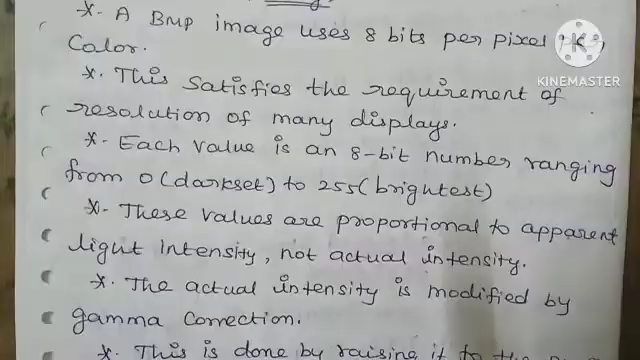 *. A Bmp image uses 8 bits per pixel
Color.
*. This satisfies the requirement of
resolution of many displays.
*. Each value is an 8-bit number ranging
from 0 (darkset) to 255 (brightest)
*. These values are proportional to apparent
light intensity, not actual intensity.
*. The actual intensity is modified by
gamma correction.
*. This is done by raising it to the
KINEMASTER